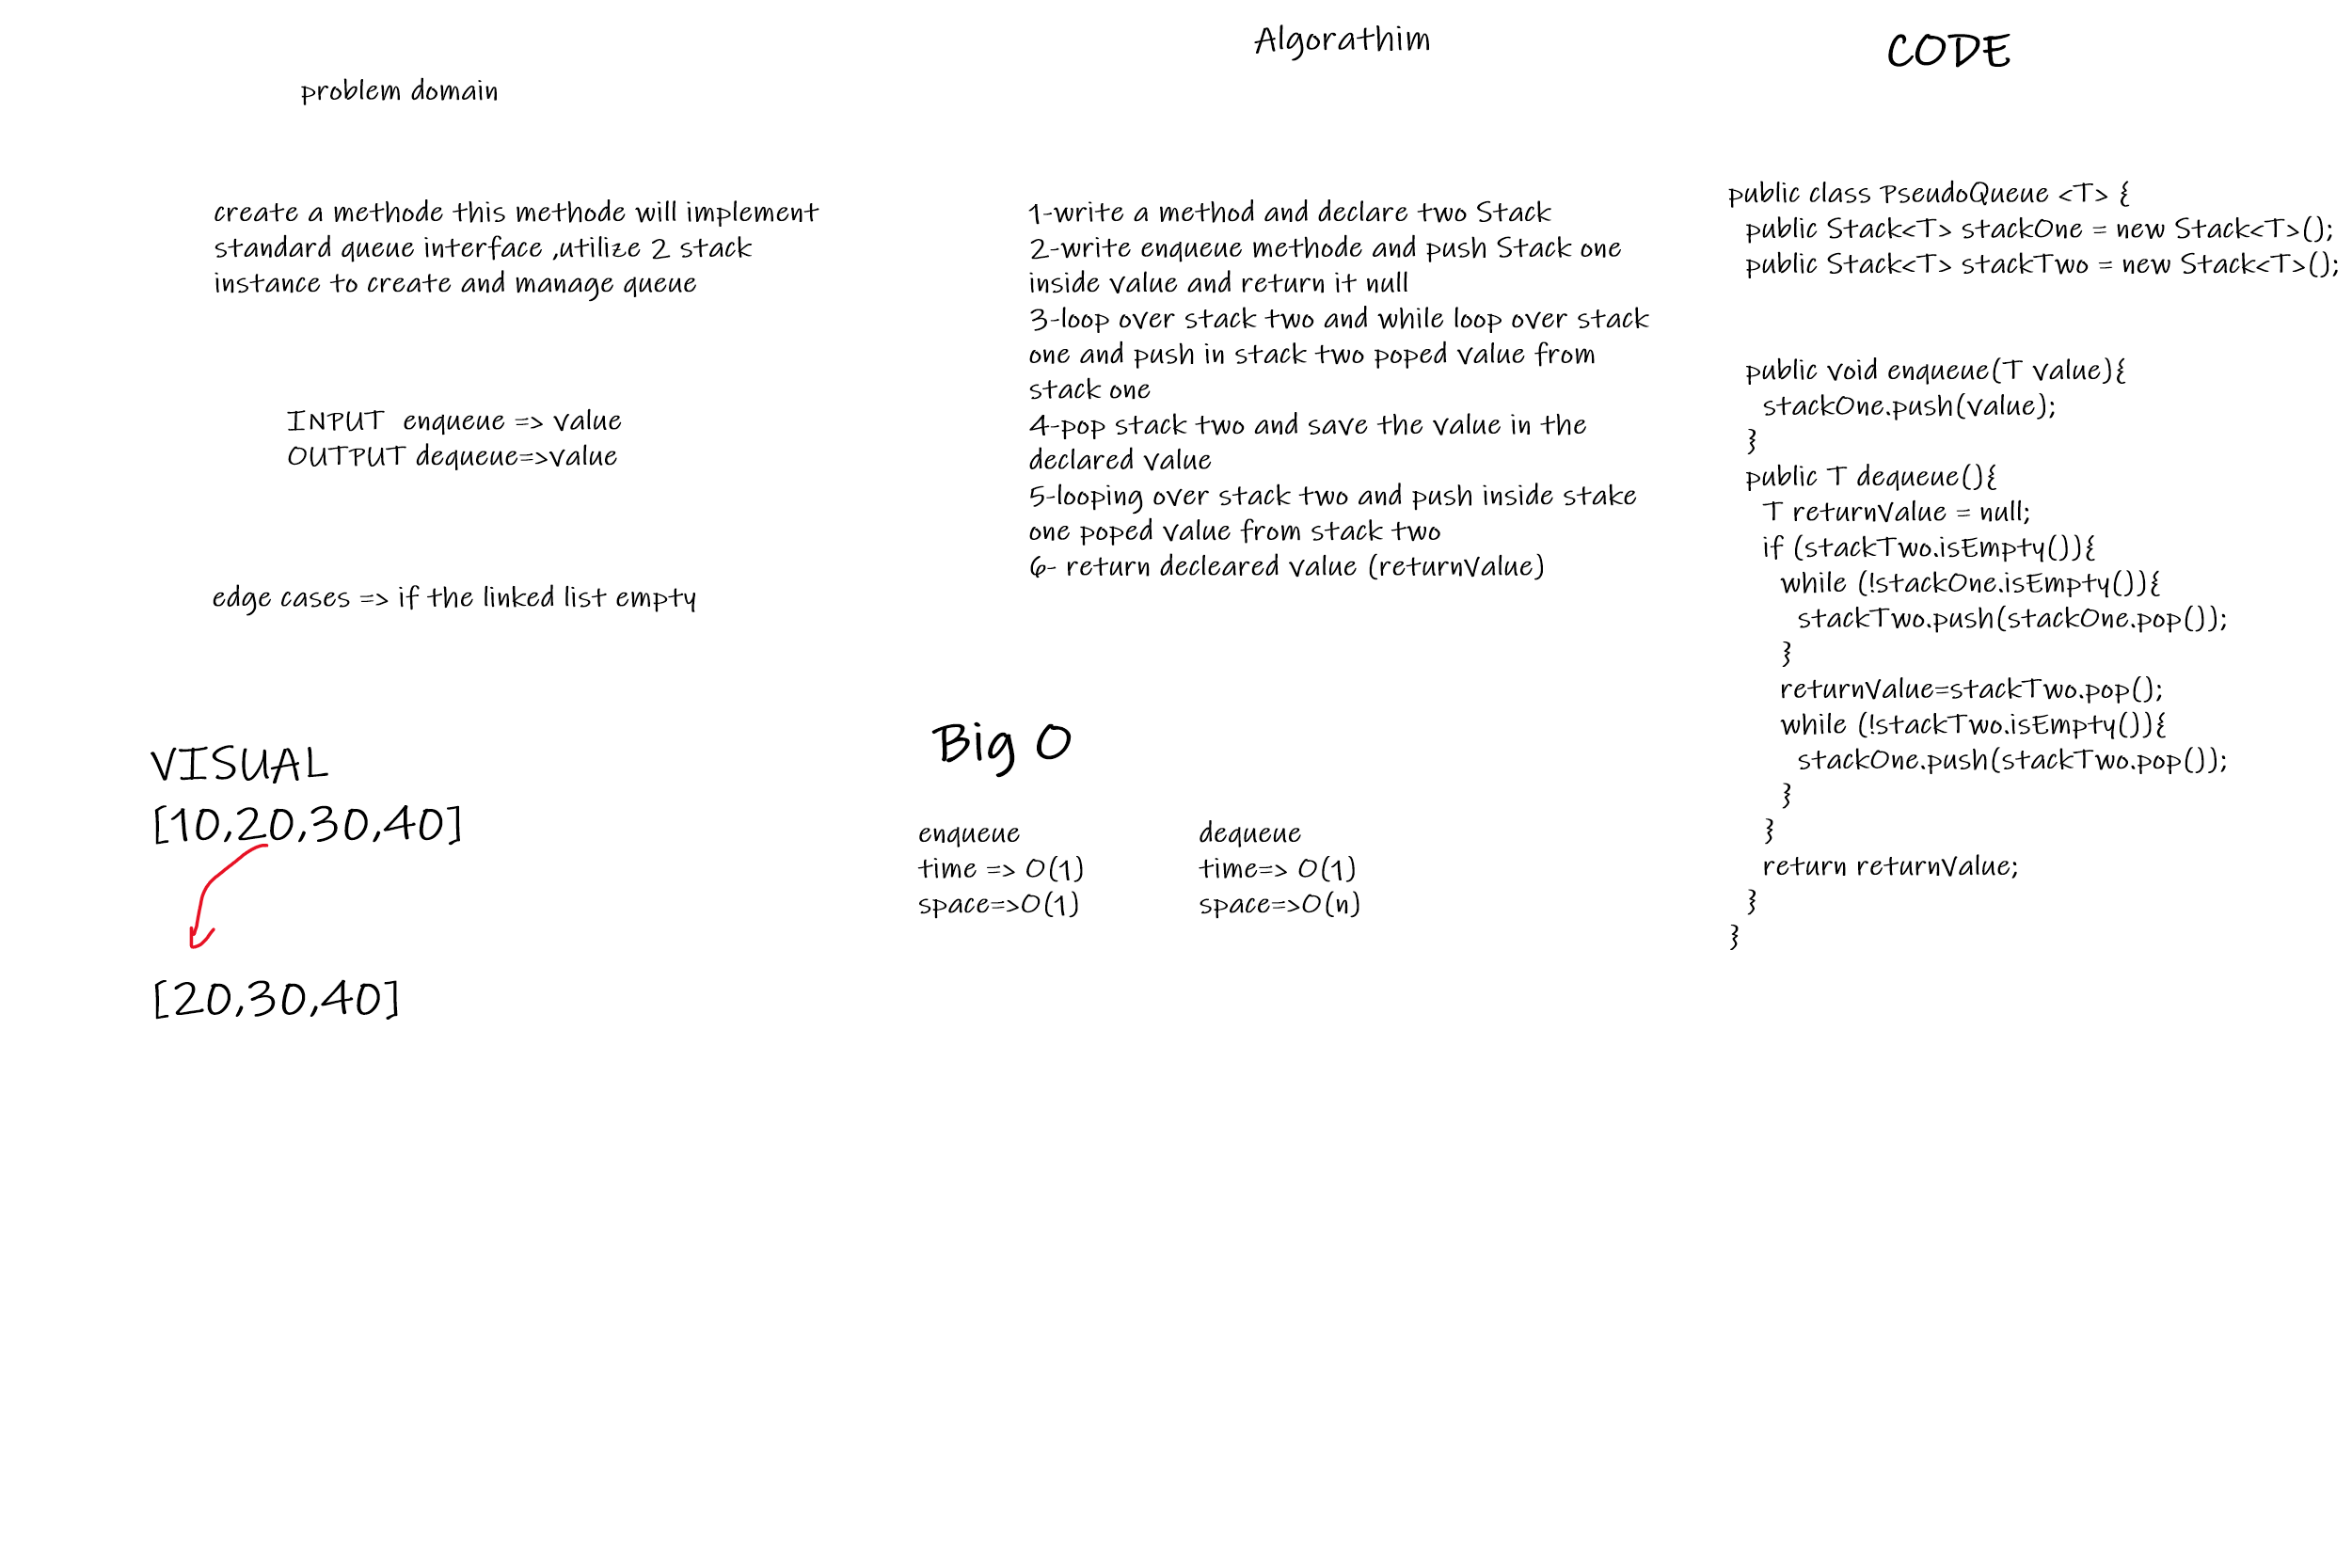 problem domain
create a methode this methode will implement
standard queue interface ,utilize 2 stack
instance to create and manage queue
INPUT  enqueue => value
OUTPUT dequeue=>value
edge cases => if the linked list empty
VISUAL
[10,20,30,40]
[20,30,40]
Algorathim
1-write a method and declare two Stack
2-write enqueue methode and push Stack one
inside value and return it null
3-loop over stack two and while loop over stack
one and push in stack two poped value from
stack one
4-pop stack two and save the value in the
declared value
5-looping over stack two and push inside stake
one poped value from stack two
6- return decleared value (returnValue)
Big O
enqueue
time => O(1)
space=>O(1)
dequeue
time=> O(1)
space=>O(n)
CODE
public class PseudoQueue <T> {
  public Stack<T> stackOne = new Stack<T>();
  public Stack<T> stackTwo = new Stack<T>();
  public void enqueue(T value){
    stackOne.push(value);
  }
  public T dequeue(){
    T returnValue = null;
    if (stackTwo.isEmpty()){
      while (!stackOne.isEmpty()){
        stackTwo.push(stackOne.pop());
      }
      returnValue=stackTwo.pop();
      while (!stackTwo.isEmpty()){
        stackOne.push(stackTwo.pop());
      }
    }
    return returnValue;
  }
}